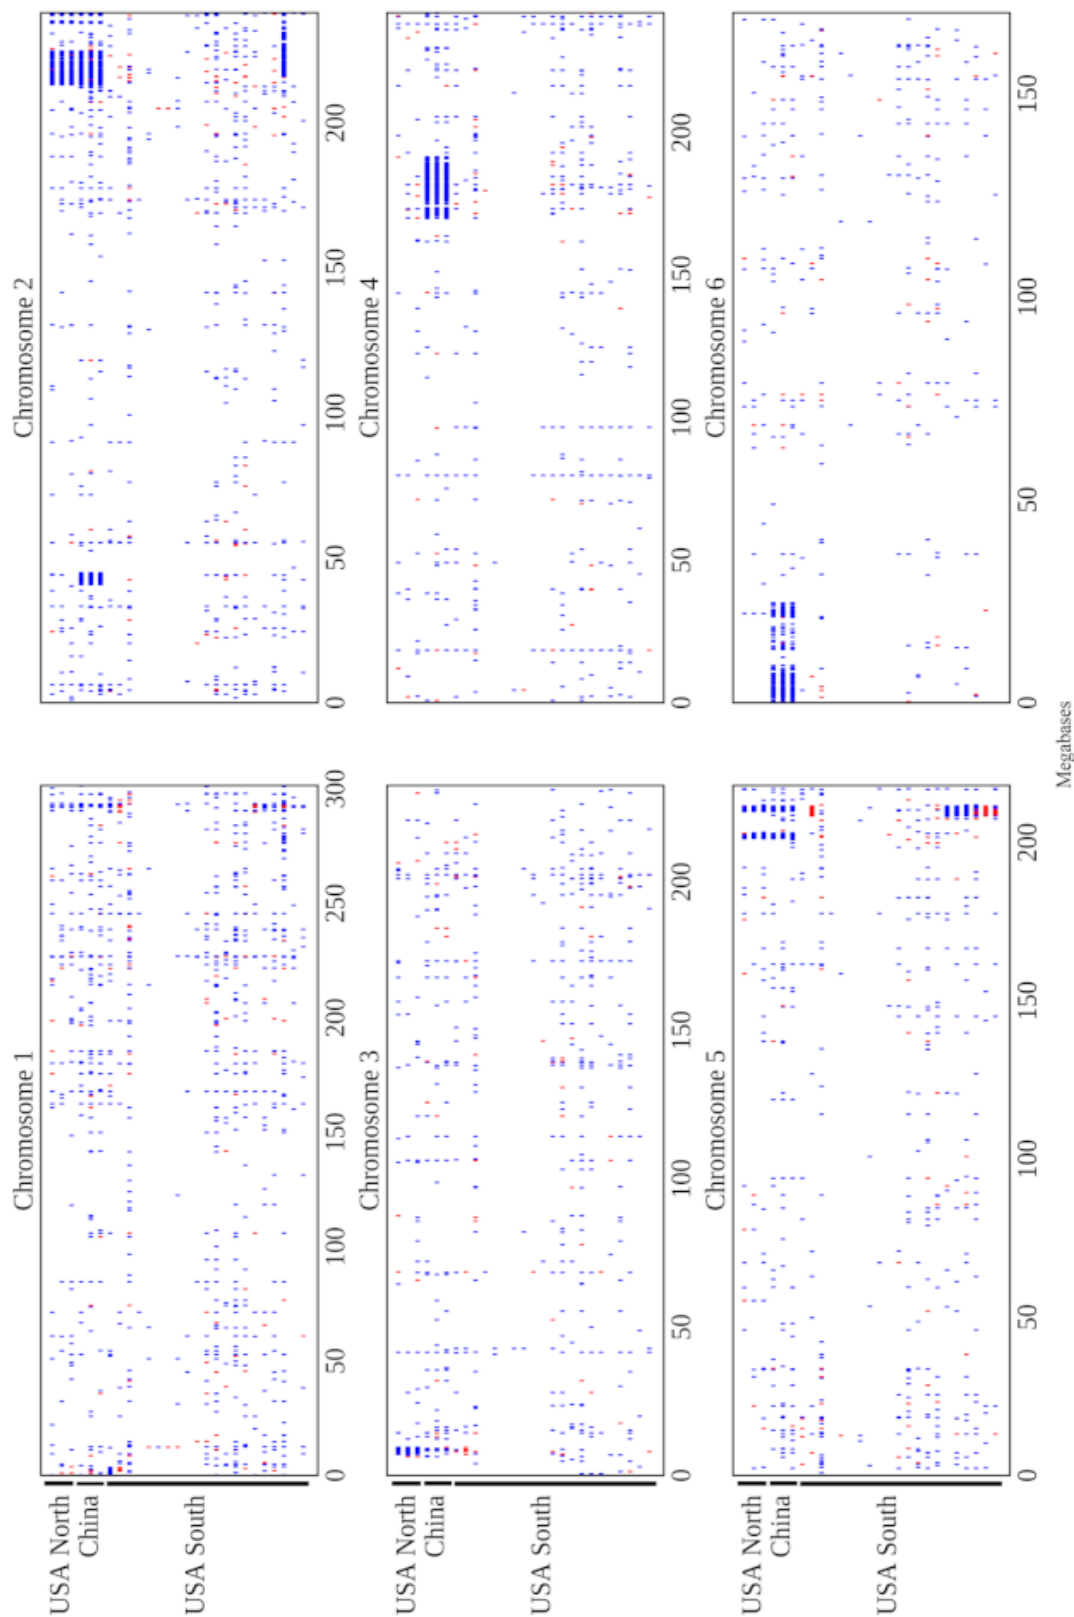 Chromosome 1
USA North
China
USA South
0 50 100 150 200 250 300
Chromosome 2
0 50 100 150 200
Chromosome 3
USA North
China
USA South
0 50 100 150 200
Chromosome 4
0 50 100 150 200
Chromosome 5
USA North
China
USA South
0 50 100 150 200
Chromosome 6
0 50 100 150
Megabases